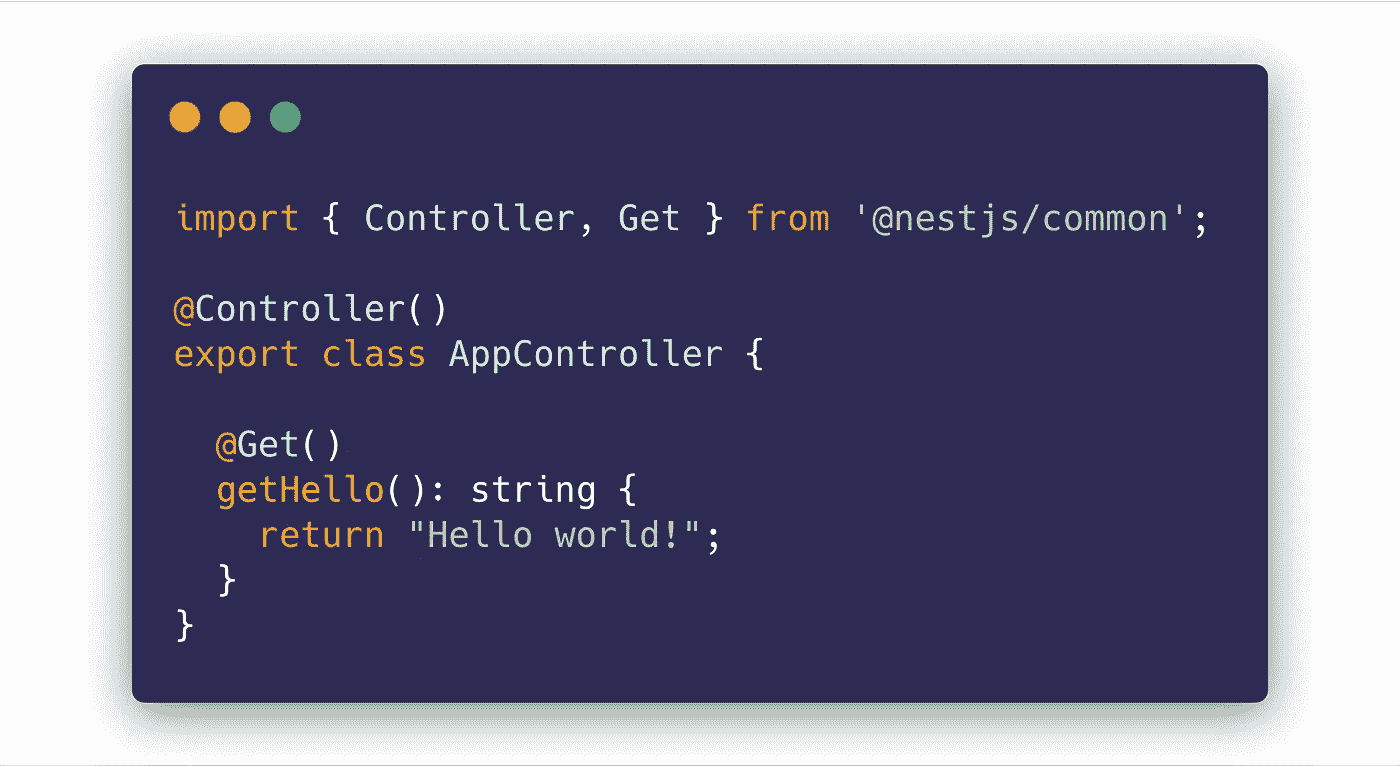 import { Controller, Get } from '@nestjs/common';
@Controller()
export class AppController {
@Get()
getHello(): string {
return "Hello world!";
}
}